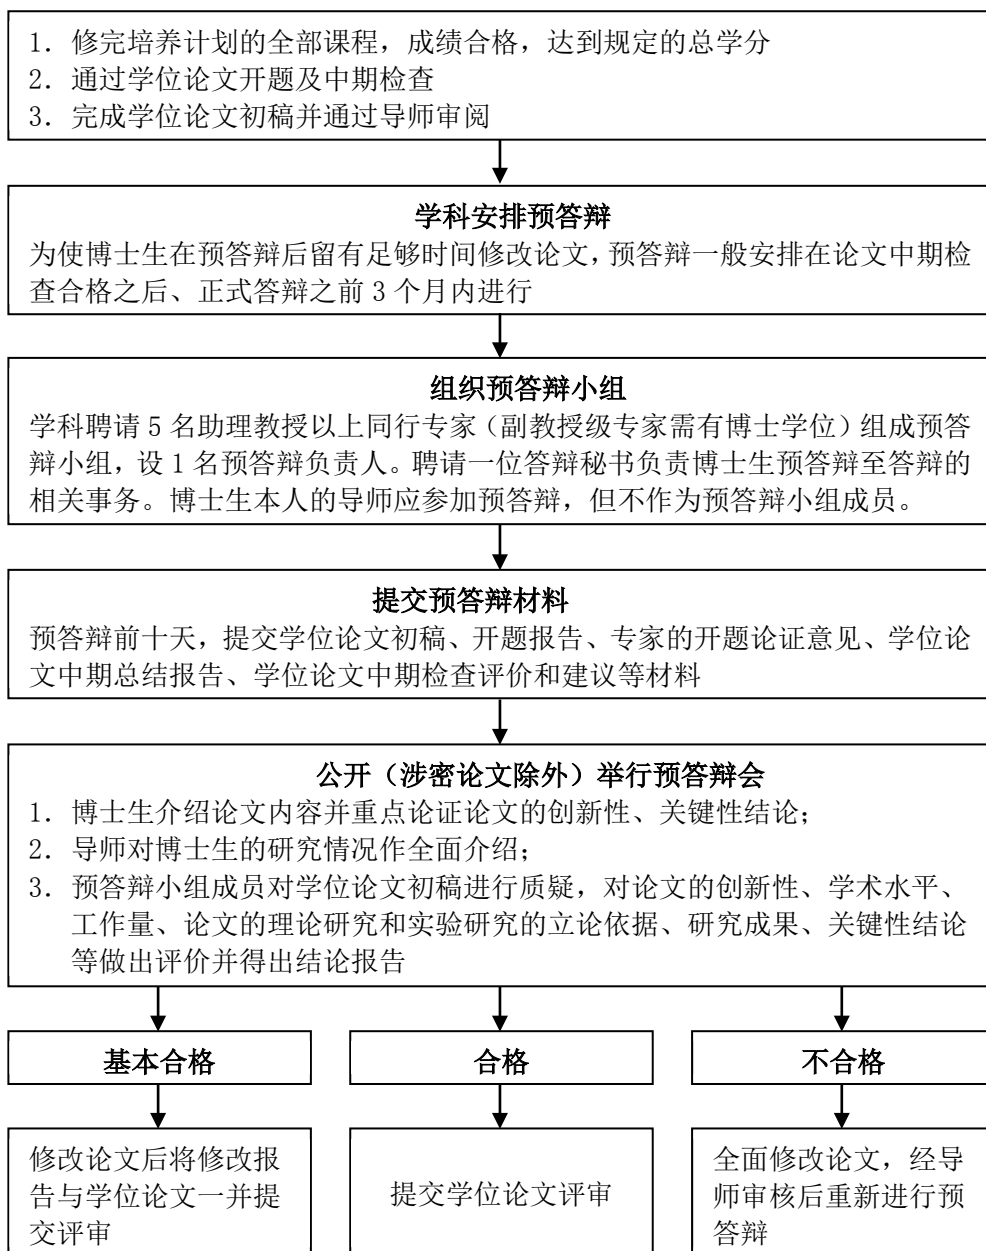 1．修完培养计划的全部课程，成绩合格，达到规定的总学分
2．通过学位论文开题及中期检查
3．完成学位论文初稿并通过导师审阅
学科安排预答辩
为使博士生在预答辩后留有足够时间修改论文，预答辩一般安排在论文中期检
查合格之后、正式答辩之前 3 个月内进行
组织预答辩小组
学科聘请 5 名助理教授以上同行专家（副教授级专家需有博士学位）组成预答
辩小组，设 1 名预答辩负责人。聘请一位答辩秘书负责博士生预答辩至答辩的
相关事务。博士生本人的导师应参加预答辩，但不作为预答辩小组成员。
提交预答辩材料
预答辩前十天，提交学位论文初稿、开题报告、专家的开题论证意见、学位论
文中期总结报告、学位论文中期检查评价和建议等材料
公开（涉密论文除外）举行预答辩会
1．博士生介绍论文内容并重点论证论文的创新性、关键性结论；
2．导师对博士生的研究情况作全面介绍；
3．预答辩小组成员对学位论文初稿进行质疑，对论文的创新性、学术水平、
工作量、论文的理论研究和实验研究的立论依据、研究成果、关键性结论
等做出评价并得出结论报告
基本合格
合格
不合格
修改论文后将修改报
告与学位论文一并提
交评审
提交学位论文评审
全面修改论文，经导
师审核后重新进行预
答辩